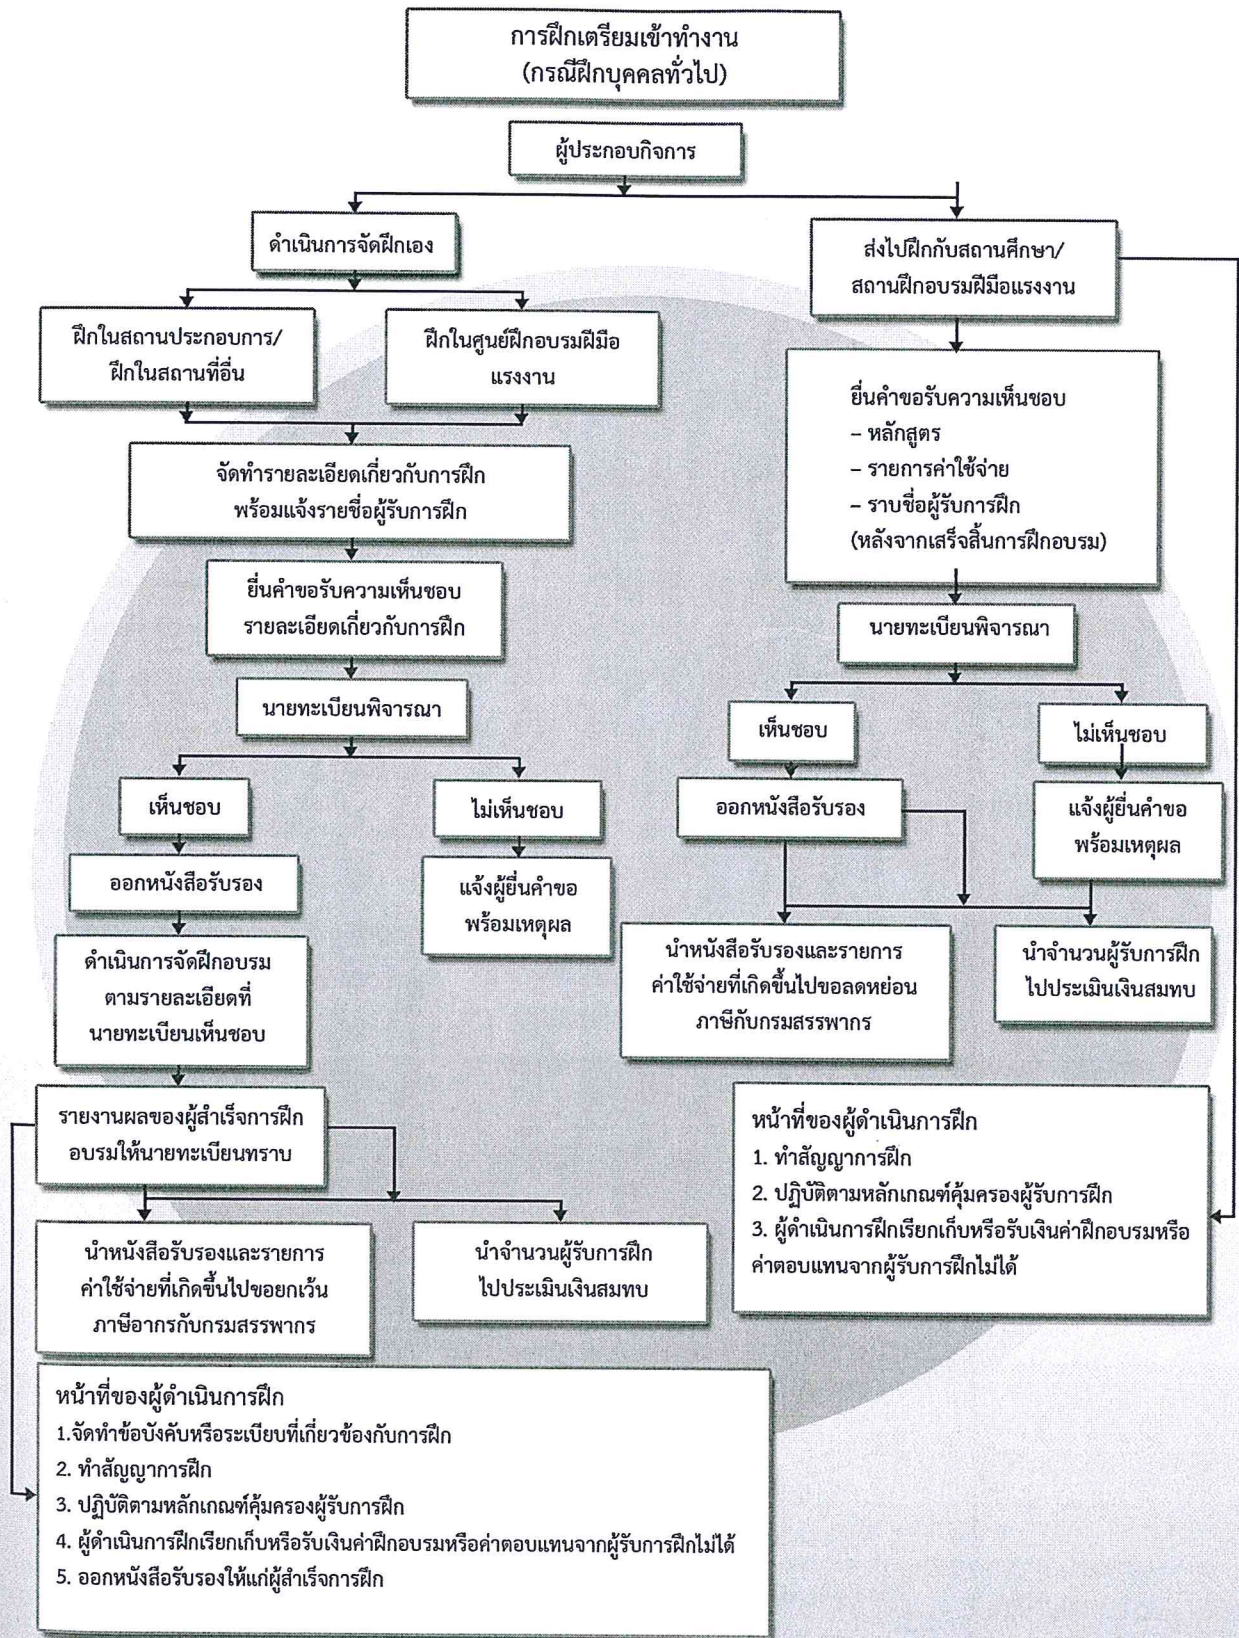 การฝึกเตรียมเข้าทำงาน
(กรณีฝึกบุคคลทั่วไป)
ผู้ประกอบกิจการ
ดำเนินการจัดฝึกเอง
ฝึกในสถานประกอบการ/
ฝึกในสถานที่อื่น
ฝึกในศูนย์ฝึกอบรมฝีมือ
แรงงาน
จัดทำรายละเอียดเกี่ยวกับการฝึก
พร้อมแจ้งรายชื่อผู้รับการฝึก
ยื่นคำขอรับความเห็นชอบ
รายละเอียดเกี่ยวกับการฝึก
นายทะเบียนพิจารณา
เห็นชอบ
ไม่เห็นชอบ
ออกหนังสือรับรอง
แจ้งผู้ยื่นคำขอ
พร้อมเหตุผล
ดำเนินการจัดฝึกอบรม
ตามรายละเอียดที่
นายทะเบียนเห็นชอบ
รายงานผลของผู้สำเร็จการฝึก
อบรมให้นายทะเบียนทราบ
นำหนังสือรับรองและรายการ
ค่าใช้จ่ายที่เกิดขึ้นไปขอยกเว้น
ภาษีอากรกับกรมสรรพากร
นำจำนวนผู้รับการฝึก
ไปประเมินเงินสมทบ
หน้าที่ของผู้ดำเนินการฝึก
1.จัดทำข้อบังคับหรือระเบียบที่เกี่ยวข้องกับการฝึก
2. ทำสัญญาการฝึก
3. ปฏิบัติตามหลักเกณฑ์คุ้มครองผู้รับการฝึก
4. ผู้ดำเนินการฝึกเรียกเก็บหรือรับเงินค่าฝึกอบรมหรือค่าตอบแทนจากผู้รับการฝึกไม่ได้
5. ออกหนังสือรับรองให้แก่ผู้สำเร็จการฝึก
ส่งไปฝึกกับสถานศึกษา/
สถานฝึกอบรมฝีมือแรงงาน
ยื่นคำขอรับความเห็นชอบ
– หลักสูตร
– รายการค่าใช้จ่าย
– ราบชื่อผู้รับการฝึก
(หลังจากเสร็จสิ้นการฝึกอบรม)
นายทะเบียนพิจารณา
เห็นชอบ
ไม่เห็นชอบ
ออกหนังสือรับรอง
แจ้งผู้ยื่นคำขอ
พร้อมเหตุผล
นำหนังสือรับรองและรายการ
ค่าใช้จ่ายที่เกิดขึ้นไปขอลดหย่อน
ภาษีกับกรมสรรพากร
นำจำนวนผู้รับการฝึก
ไปประเมินเงินสมทบ
หน้าที่ของผู้ดำเนินการฝึก
1. ทำสัญญาการฝึก
2. ปฏิบัติตามหลักเกณฑ์คุ้มครองผู้รับการฝึก
3. ผู้ดำเนินการฝึกเรียกเก็บหรือรับเงินค่าฝึกอบรมหรือ
ค่าตอบแทนจากผู้รับการฝึกไม่ได้